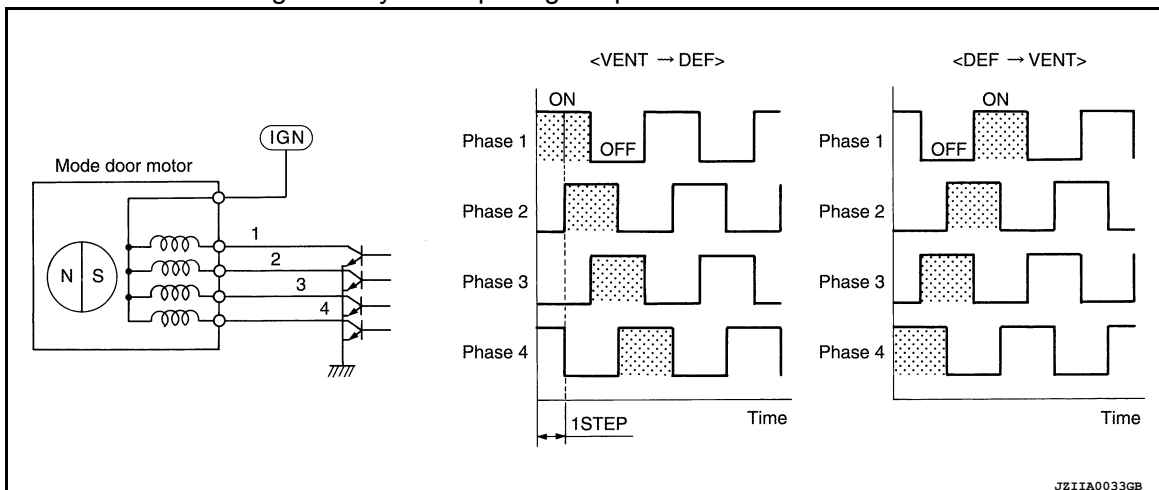 Mode door motor
IGN
N S
1
2
3
4
<VENT → DEF>
ON
Phase 1
OFF
Phase 2
Phase 3
Phase 4
Time
1STEP
<DEF → VENT>
ON
Phase 1
OFF
Phase 2
Phase 3
Phase 4
Time
JZIIA0033GB